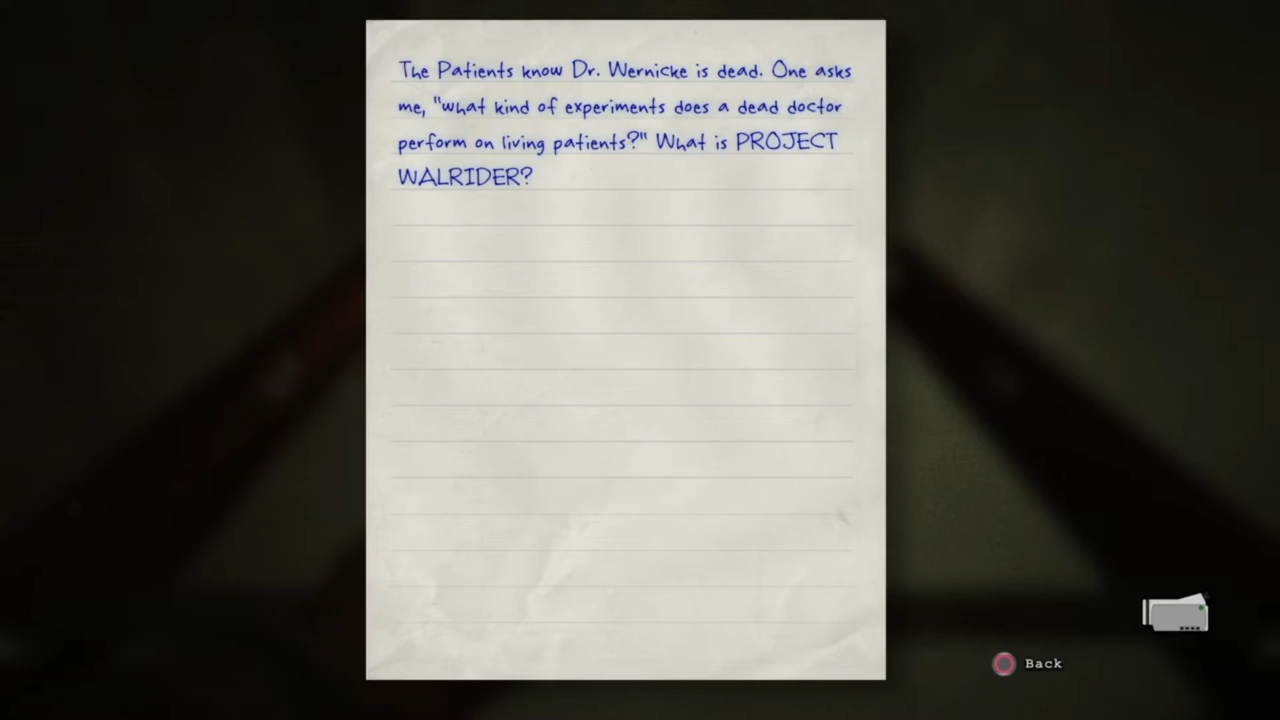 The Patients know Dr. Wernicke is dead. One asks
me, "what kind of experiments does a dead doctor
perform on living patients?" What is PROJECT
WALRIDER?
Back